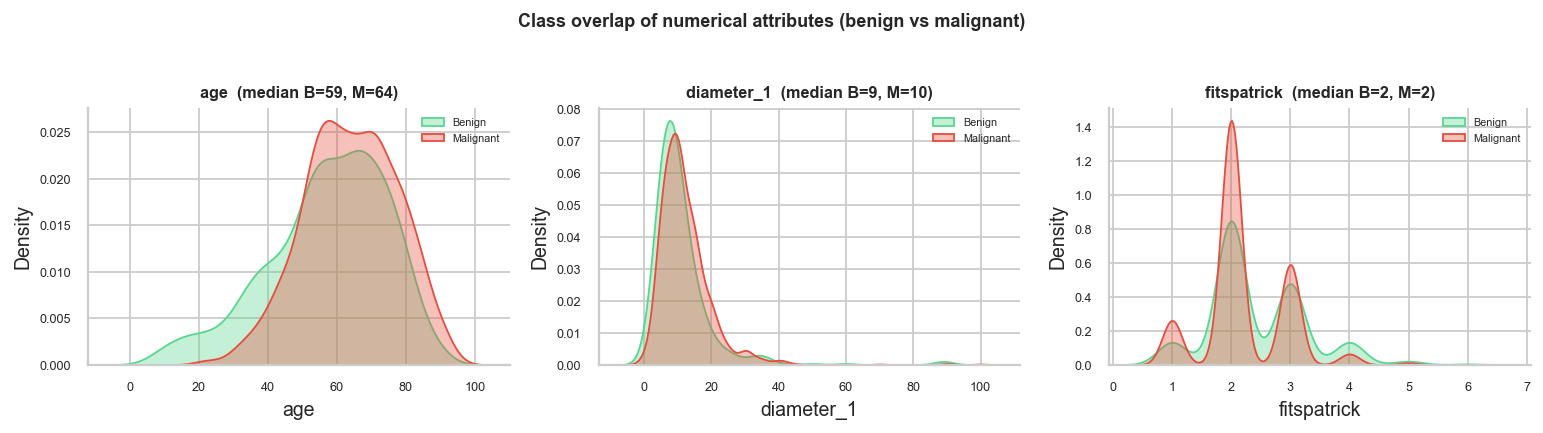 Class overlap of numerical attributes (benign vs malignant)
age  (median B=59, M=64)
Benign
Malignant
Density
0.025
0.020
0.015
0.010
0.005
0.000
0 20 40 60 80 100
age
diameter_1  (median B=9, M=10)
Benign
Malignant
Density
0.08
0.07
0.06
0.05
0.04
0.03
0.02
0.01
0.00
0 20 40 60 80 100
diameter_1
fitspatrick  (median B=2, M=2)
Benign
Malignant
Density
1.4
1.2
1.0
0.8
0.6
0.4
0.2
0.0
0 1 2 3 4 5 6 7
fitspatrick